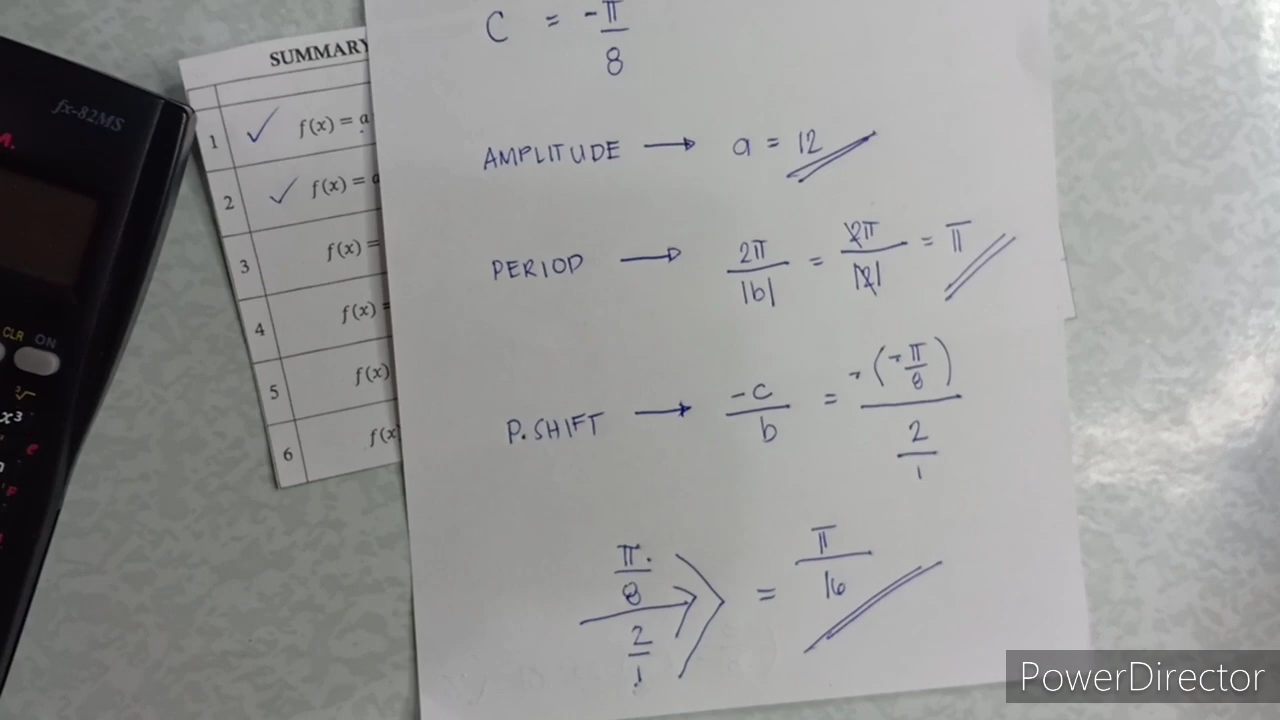 fx-82MS
CLR ON
x³
SUMMARY
1 ✓ f(x) = a
2 ✓ f(x) = a
3 f(x) =
4 f(x) =
5 f(x)
6 f(x
C = -π/8
AMPLITUDE → a = 12
PERIOD → 2π/|b| = 2π/|2| = π
P.SHIFT → -c/b = -(-π/8)/(2/1)
(π/8)/(2/1) = π/16
PowerDirector